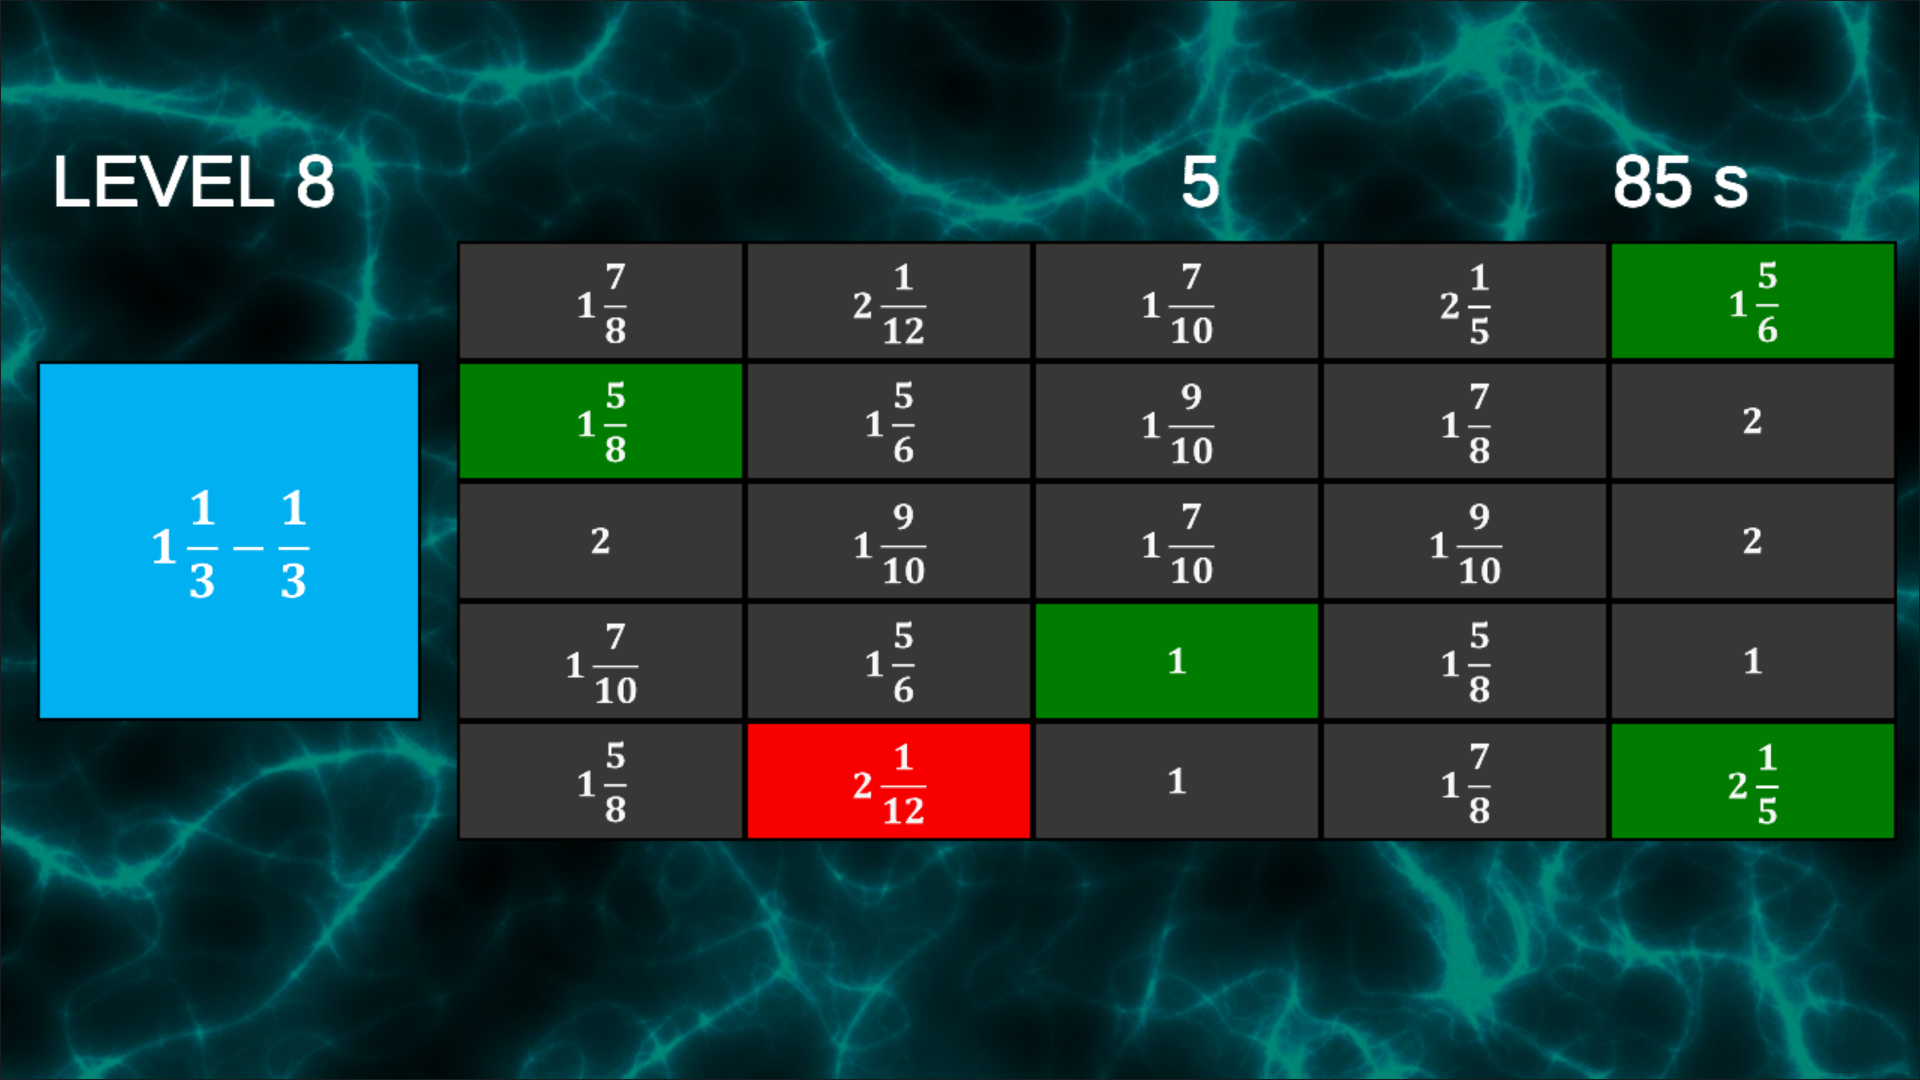 LEVEL 8 5 85 s
1 7/8 2 1/12 1 7/10 2 1/5 1 5/6
1 5/8 1 5/6 1 9/10 1 7/8 2
1 1/3 − 1/3
2 1 9/10 1 7/10 1 9/10 2
1 7/10 1 5/6 1 1 5/8 1
1 5/8 2 1/12 1 1 7/8 2 1/5